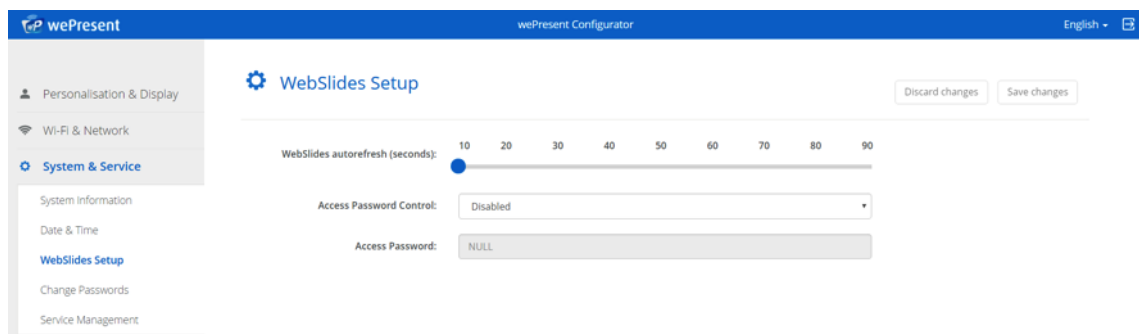 wePresent
wePresent Configurator
English
Personalisation & Display
Wi-Fi & Network
System & Service
System Information
Date & Time
WebSlides Setup
Change Passwords
Service Management
WebSlides Setup
Discard changes
Save changes
WebSlides autorefresh (seconds):
10 20 30 40 50 60 70 80 90
Access Password Control:
Disabled
Access Password:
NULL